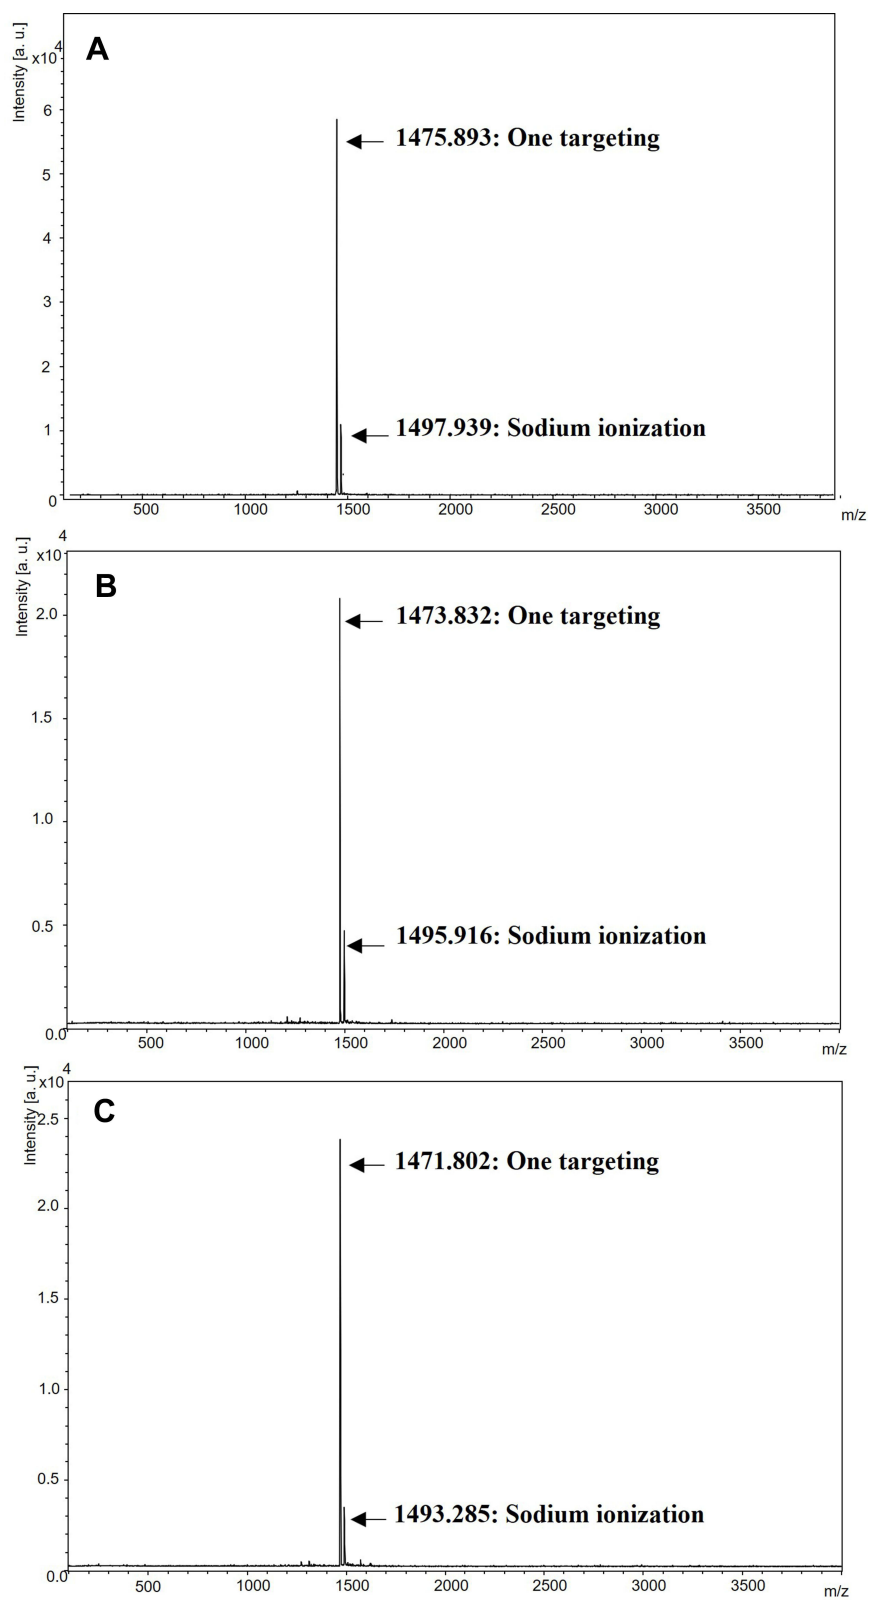 A
Intensity [a. u.]
4
x10
6
5
4
3
2
1
0
1475.893: One targeting
1497.939: Sodium ionization
500 1000 1500 2000 2500 3000 3500
m/z
B
Intensity [a. u.]
4
x10
2.0
1.5
1.0
0.5
0.0
1473.832: One targeting
1495.916: Sodium ionization
500 1000 1500 2000 2500 3000 3500
m/z
C
Intensity [a. u.]
4
x10
2.5
2.0
1.5
1.0
0.5
0.0
1471.802: One targeting
1493.285: Sodium ionization
500 1000 1500 2000 2500 3000 3500
m/z